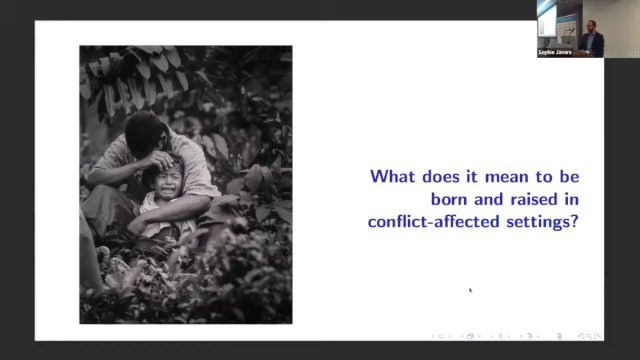 What does it mean to be
born and raised in
conflict-affected settings?
Sophie Javers